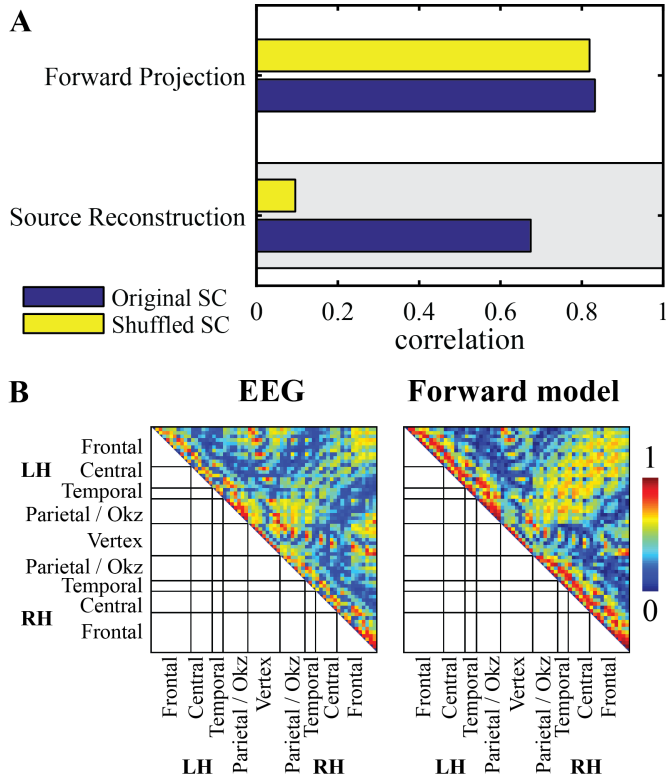 A
Forward Projection
Source Reconstruction
Original SC
Shuffled SC
0 0.2 0.4 0.6 0.8 1
correlation
B
EEG
Forward model
LH
Frontal
Central
Temporal
Parietal / Okz
Vertex
Parietal / Okz
Temporal
Central
Frontal
RH
1
0
Frontal
Central
Temporal
Parietal / Okz
Vertex
Parietal / Okz
Temporal
Central
Frontal
LH RH
Frontal
Central
Temporal
Parietal / Okz
Vertex
Parietal / Okz
Temporal
Central
Frontal
LH RH